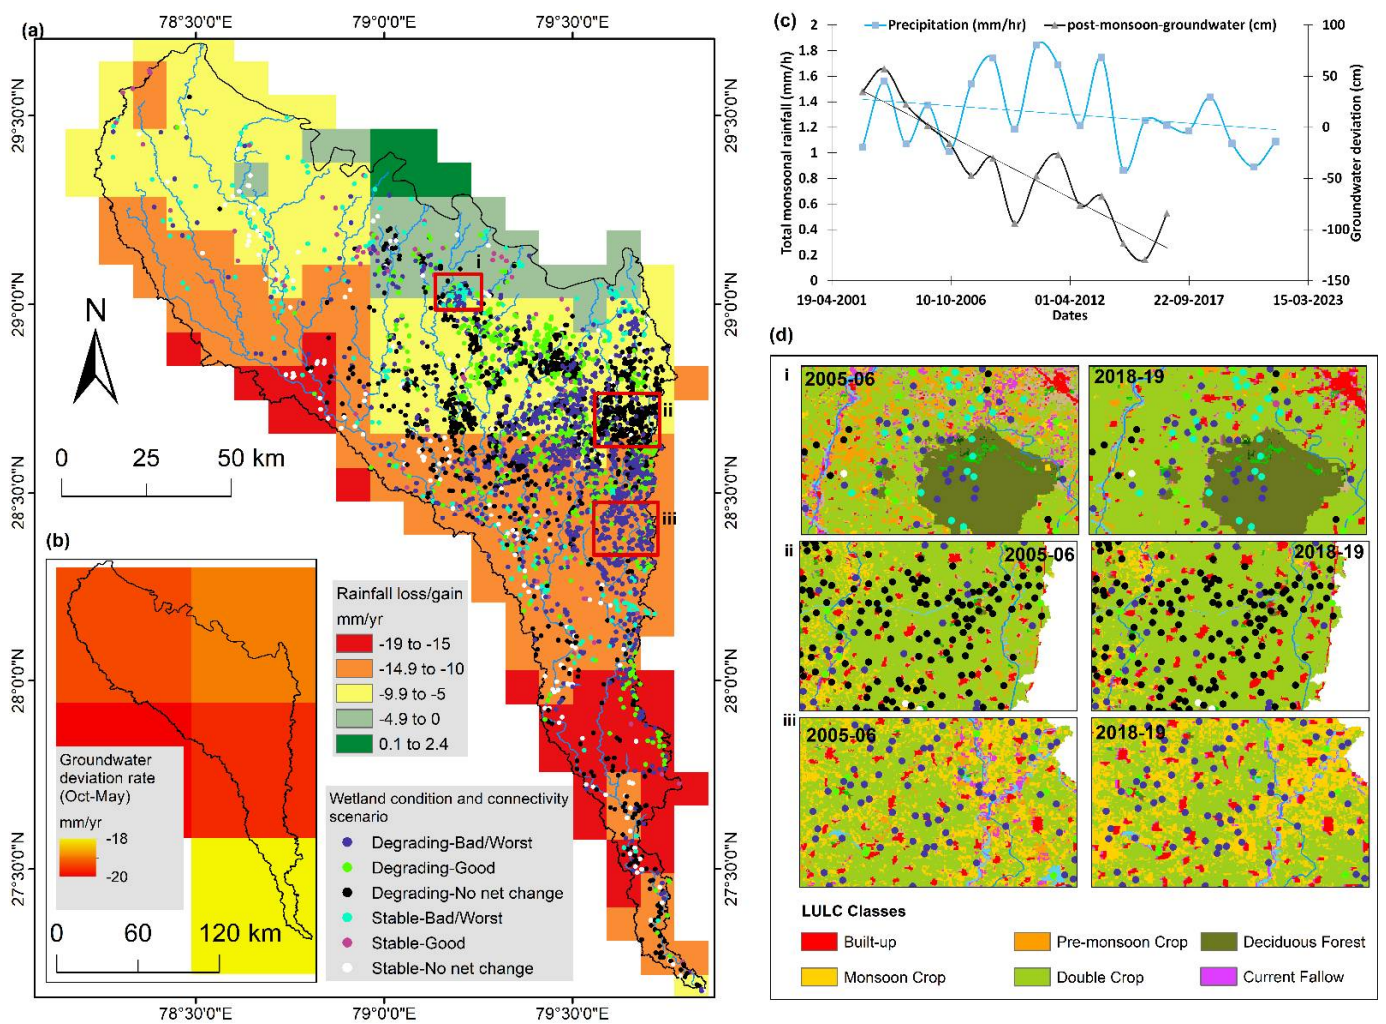 (a)
78°30'0"E
79°0'0"E
79°30'0"E
29°30'0"N
29°0'0"N
28°30'0"N
28°0'0"N
27°30'0"N
29°30'0"N
29°0'0"N
28°30'0"N
28°0'0"N
27°30'0"N
N
0 25 50 km
i
ii
iii
Rainfall loss/gain
mm/yr
-19 to -15
-14.9 to -10
-9.9 to -5
-4.9 to 0
0.1 to 2.4
Wetland condition and connectivity
scenario
Degrading-Bad/Worst
Degrading-Good
Degrading-No net change
Stable-Bad/Worst
Stable-Good
Stable-No net change
78°30'0"E
79°0'0"E
79°30'0"E
(b)
Groundwater
deviation rate
(Oct-May)
mm/yr
-18
-20
0 60 120 km
(c)
Precipitation (mm/hr)
post-monsoon-groundwater (cm)
Total monsoonal rainfall (mm/h)
2
1.8
1.6
1.4
1.2
1
0.8
0.6
0.4
0.2
0
100
50
0
-50
-100
-150
Groundwater deviation (cm)
19-04-2001
10-10-2006
01-04-2012
22-09-2017
15-03-2023
Dates
(d)
i
2005-06
2018-19
ii
2005-06
2018-19
iii
2005-06
2018-19
LULC Classes
Built-up
Pre-monsoon Crop
Deciduous Forest
Monsoon Crop
Double Crop
Current Fallow